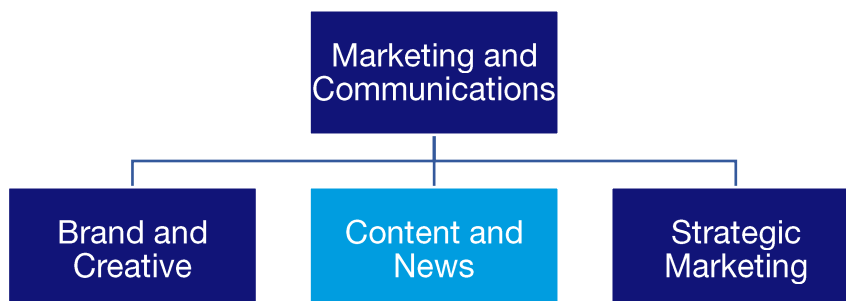 Marketing and
Communications
Brand and
Creative
Content and
News
Strategic
Marketing